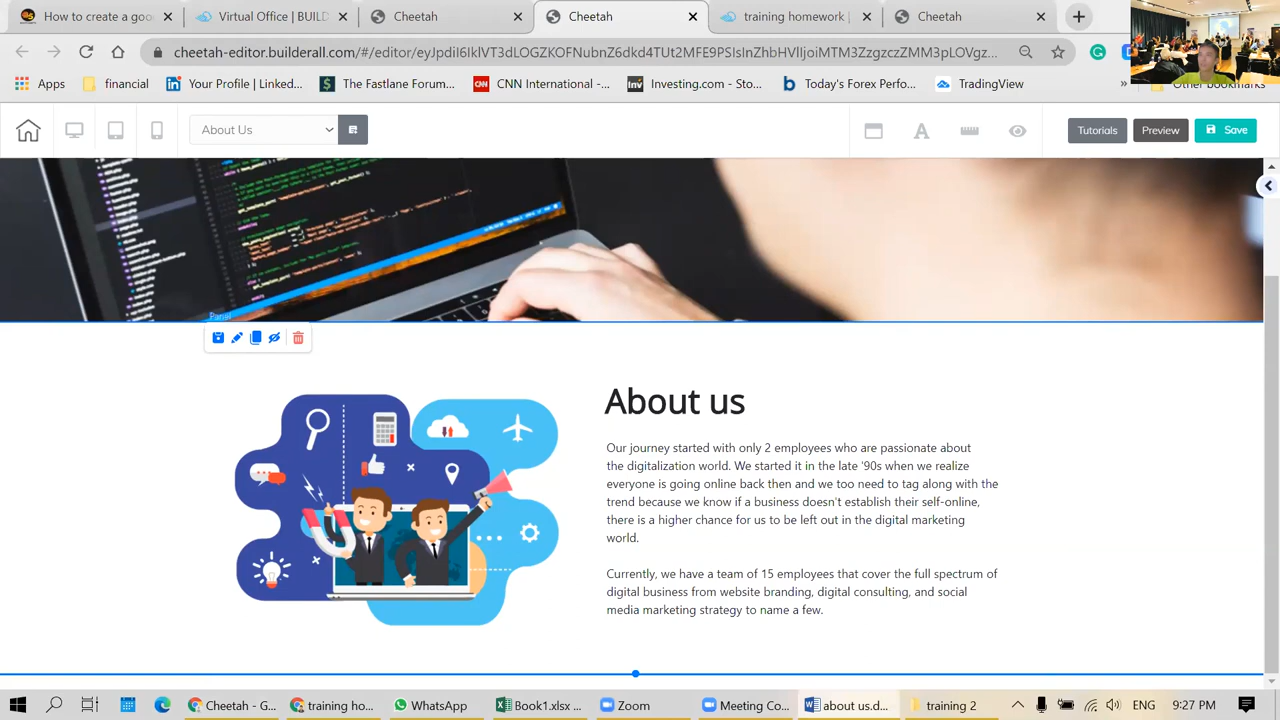 How to create a goo
Virtual Office | BUILD
Cheetah
Cheetah
training homework |
Cheetah
cheetah-editor.builderall.com/#/editor/
Apps
financial
Your Profile | Linked...
The Fastlane Forum...
CNN International -...
Investing.com - Sto...
Today's Forex Perfo...
TradingView
»
Other bookmarks
About Us
Tutorials
Preview
Save
Panel
About us
Our journey started with only 2 employees who are passionate about
the digitalization world. We started it in the late '90s when we realize
everyone is going online back then and we too need to tag along with the
trend because we know if a business doesn't establish their self-online,
there is a higher chance for us to be left out in the digital marketing
world.
Currently, we have a team of 15 employees that cover the full spectrum of
digital business from website branding, digital consulting, and social
media marketing strategy to name a few.
Cheetah - G...
training ho...
WhatsApp
Book1.xlsx ...
Zoom
Meeting Co...
about us.d...
training 2
ENG
9:27 PM